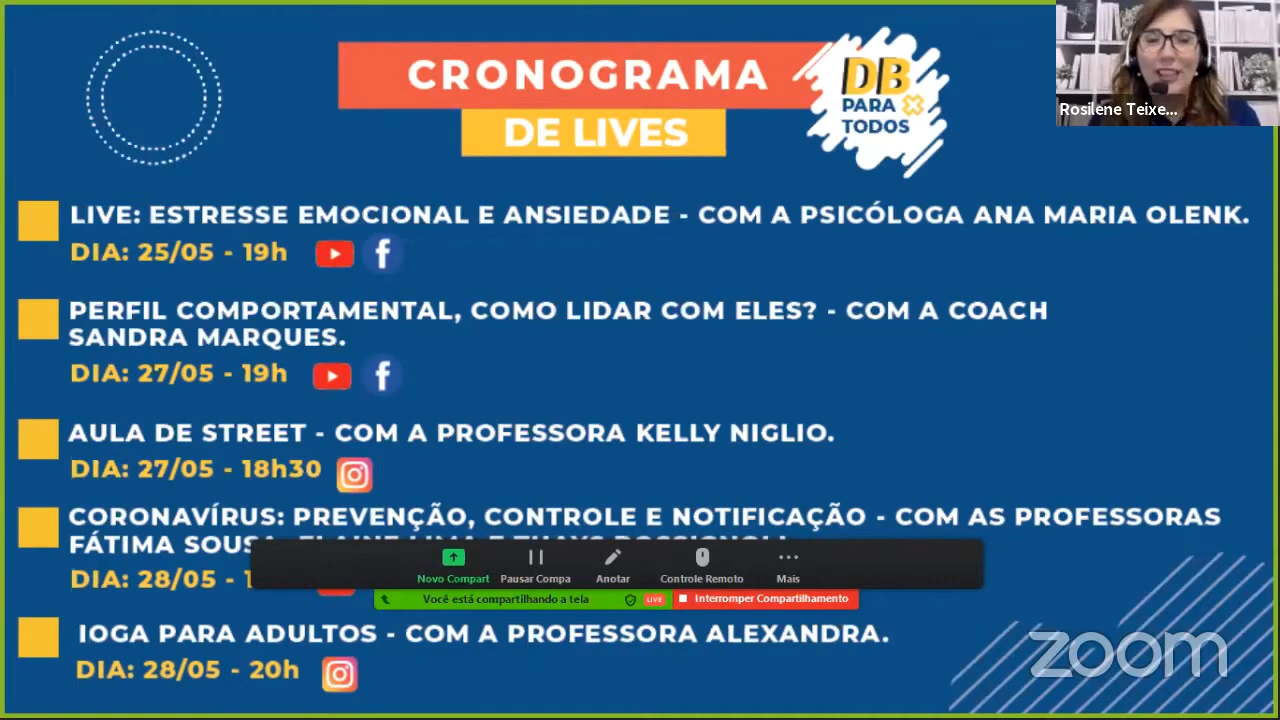 CRONOGRAMA
DE LIVES
DB
PARA
TODOS
Rosilene Teixe...
LIVE: ESTRESSE EMOCIONAL E ANSIEDADE - COM A PSICÓLOGA ANA MARIA OLENK.
DIA: 25/05 - 19h
PERFIL COMPORTAMENTAL, COMO LIDAR COM ELES? - COM A COACH
SANDRA MARQUES.
DIA: 27/05 - 19h
AULA DE STREET - COM A PROFESSORA KELLY NIGLIO.
DIA: 27/05 - 18h30
CORONAVÍRUS: PREVENÇÃO, CONTROLE E NOTIFICAÇÃO - COM AS PROFESSORAS
FÁTIMA SOUSA, ELAINE LIMA E THAYS
DIA: 28/05 - 1
Novo Compart Pausar Compa Anotar Controle Remoto Mais
Você está compartilhando a tela LIVE Interromper Compartilhamento
IOGA PARA ADULTOS - COM A PROFESSORA ALEXANDRA.
DIA: 28/05 - 20h
zoom